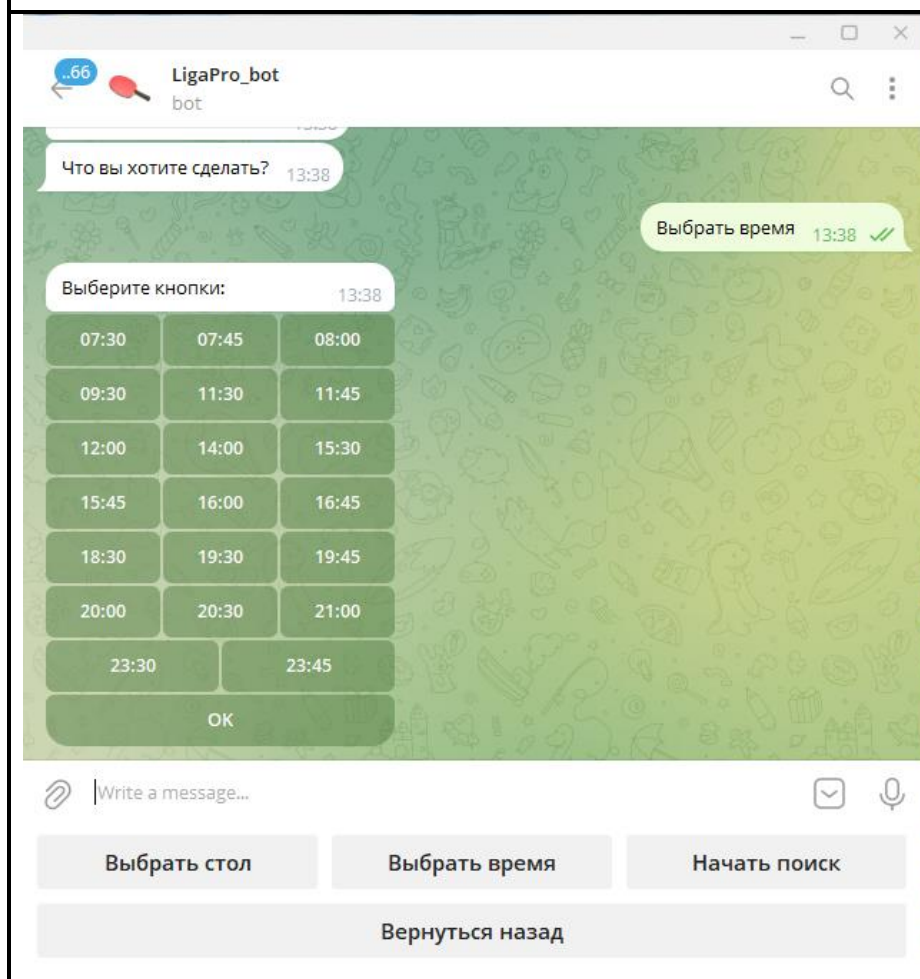 ..66
LigaPro_bot
bot
Что вы хотите сделать? 13:38
Выбрать время 13:38
Выберите кнопки: 13:38
07:30 07:45 08:00
09:30 11:30 11:45
12:00 14:00 15:30
15:45 16:00 16:45
18:30 19:30 19:45
20:00 20:30 21:00
23:30 23:45
OK
Write a message...
Выбрать стол Выбрать время Начать поиск
Вернуться назад